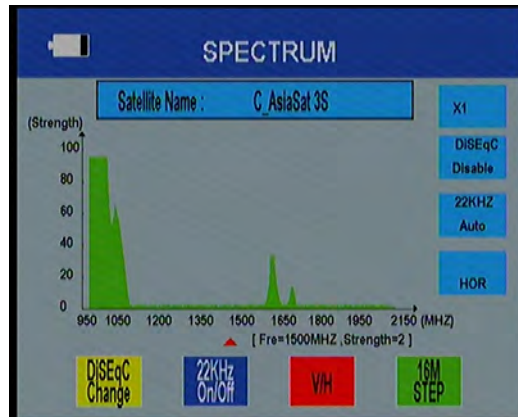 SPECTRUM
Satellite Name : C_AsiaSat 3S
X1
(Strength)
100
80
60
40
20
0
DiSEqC
Disable
22KHZ
Auto
HOR
950 1050 1200 1350 1500 1650 1800 1950 2150 (MHZ)
[ Fre=1500MHZ ,Strength=2 ]
DiSEqC
Change
22KHz
On/Off
V/H
16M
STEP